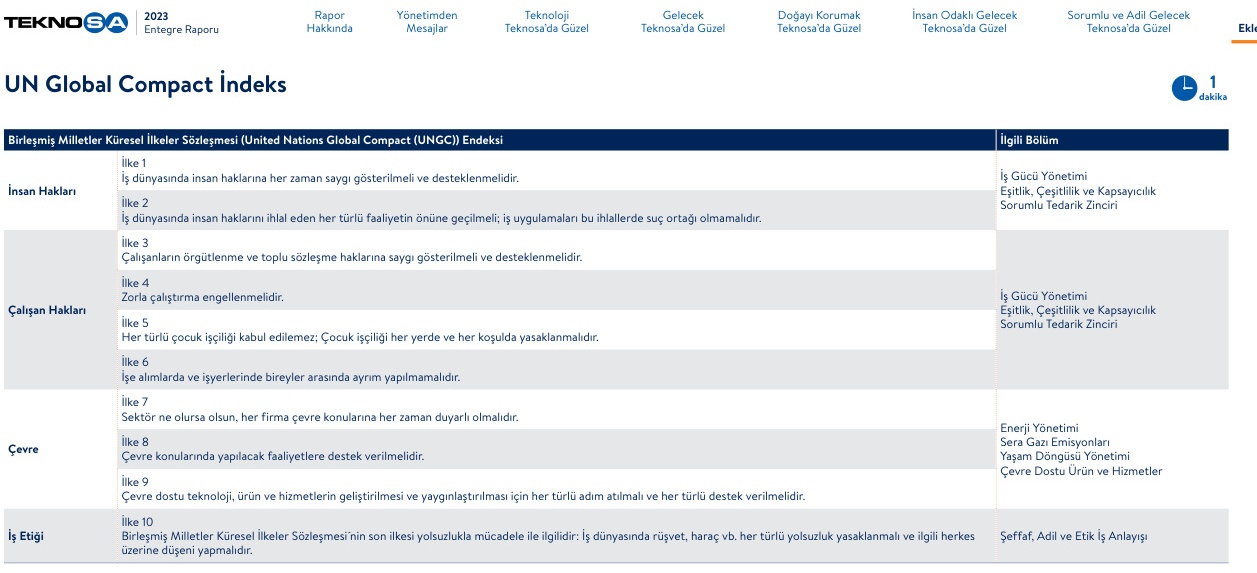 TEKNOSA
2023
Entegre Raporu
Rapor
Hakkında
Yönetimden
Mesajlar
Teknoloji
Teknosa'da Güzel
Gelecek
Teknosa'da Güzel
Doğayı Korumak
Teknosa'da Güzel
İnsan Odaklı Gelecek
Teknosa'da Güzel
Sorumlu ve Adil Gelecek
Teknosa'da Güzel
UN Global Compact İndeks
1
dakika
Birleşmiş Milletler Küresel İlkeler Sözleşmesi (United Nations Global Compact (UNGC)) Endeksi
İlgili Bölüm
İnsan Hakları
İlke 1
İş dünyasında insan haklarına her zaman saygı gösterilmeli ve desteklenmelidir.
İlke 2
İş dünyasında insan haklarını ihlal eden her türlü faaliyetin önüne geçilmeli; iş uygulamaları bu ihlallerde suç ortağı olmamalıdır.
İş Gücü Yönetimi
Eşitlik, Çeşitlilik ve Kapsayıcılık
Sorumlu Tedarik Zinciri
Çalışan Hakları
İlke 3
Çalışanların örgütlenme ve toplu sözleşme haklarına saygı gösterilmeli ve desteklenmelidir.
İlke 4
Zorla çalıştırma engellenmelidir.
İlke 5
Her türlü çocuk işçiliği kabul edilemez; Çocuk işçiliği her yerde ve her koşulda yasaklanmalıdır.
İlke 6
İşe alımlarda ve işyerlerinde bireyler arasında ayrım yapılmamalıdır.
İş Gücü Yönetimi
Eşitlik, Çeşitlilik ve Kapsayıcılık
Sorumlu Tedarik Zinciri
Çevre
İlke 7
Sektör ne olursa olsun, her firma çevre konularına her zaman duyarlı olmalıdır.
İlke 8
Çevre konularında yapılacak faaliyetlere destek verilmelidir.
İlke 9
Çevre dostu teknoloji, ürün ve hizmetlerin geliştirilmesi ve yaygınlaştırılması için her türlü adım atılmalı ve her türlü destek verilmelidir.
Enerji Yönetimi
Sera Gazı Emisyonları
Yaşam Döngüsü Yönetimi
Çevre Dostu Ürün ve Hizmetler
İş Etiği
İlke 10
Birleşmiş Milletler Küresel İlkeler Sözleşmesi'nin son ilkesi yolsuzlukla mücadele ile ilgilidir: İş dünyasında rüşvet, haraç vb. her türlü yolsuzluk yasaklanmalı ve ilgili herkes
üzerine düşeni yapmalıdır.
Şeffaf, Adil ve Etik İş Anlayışı